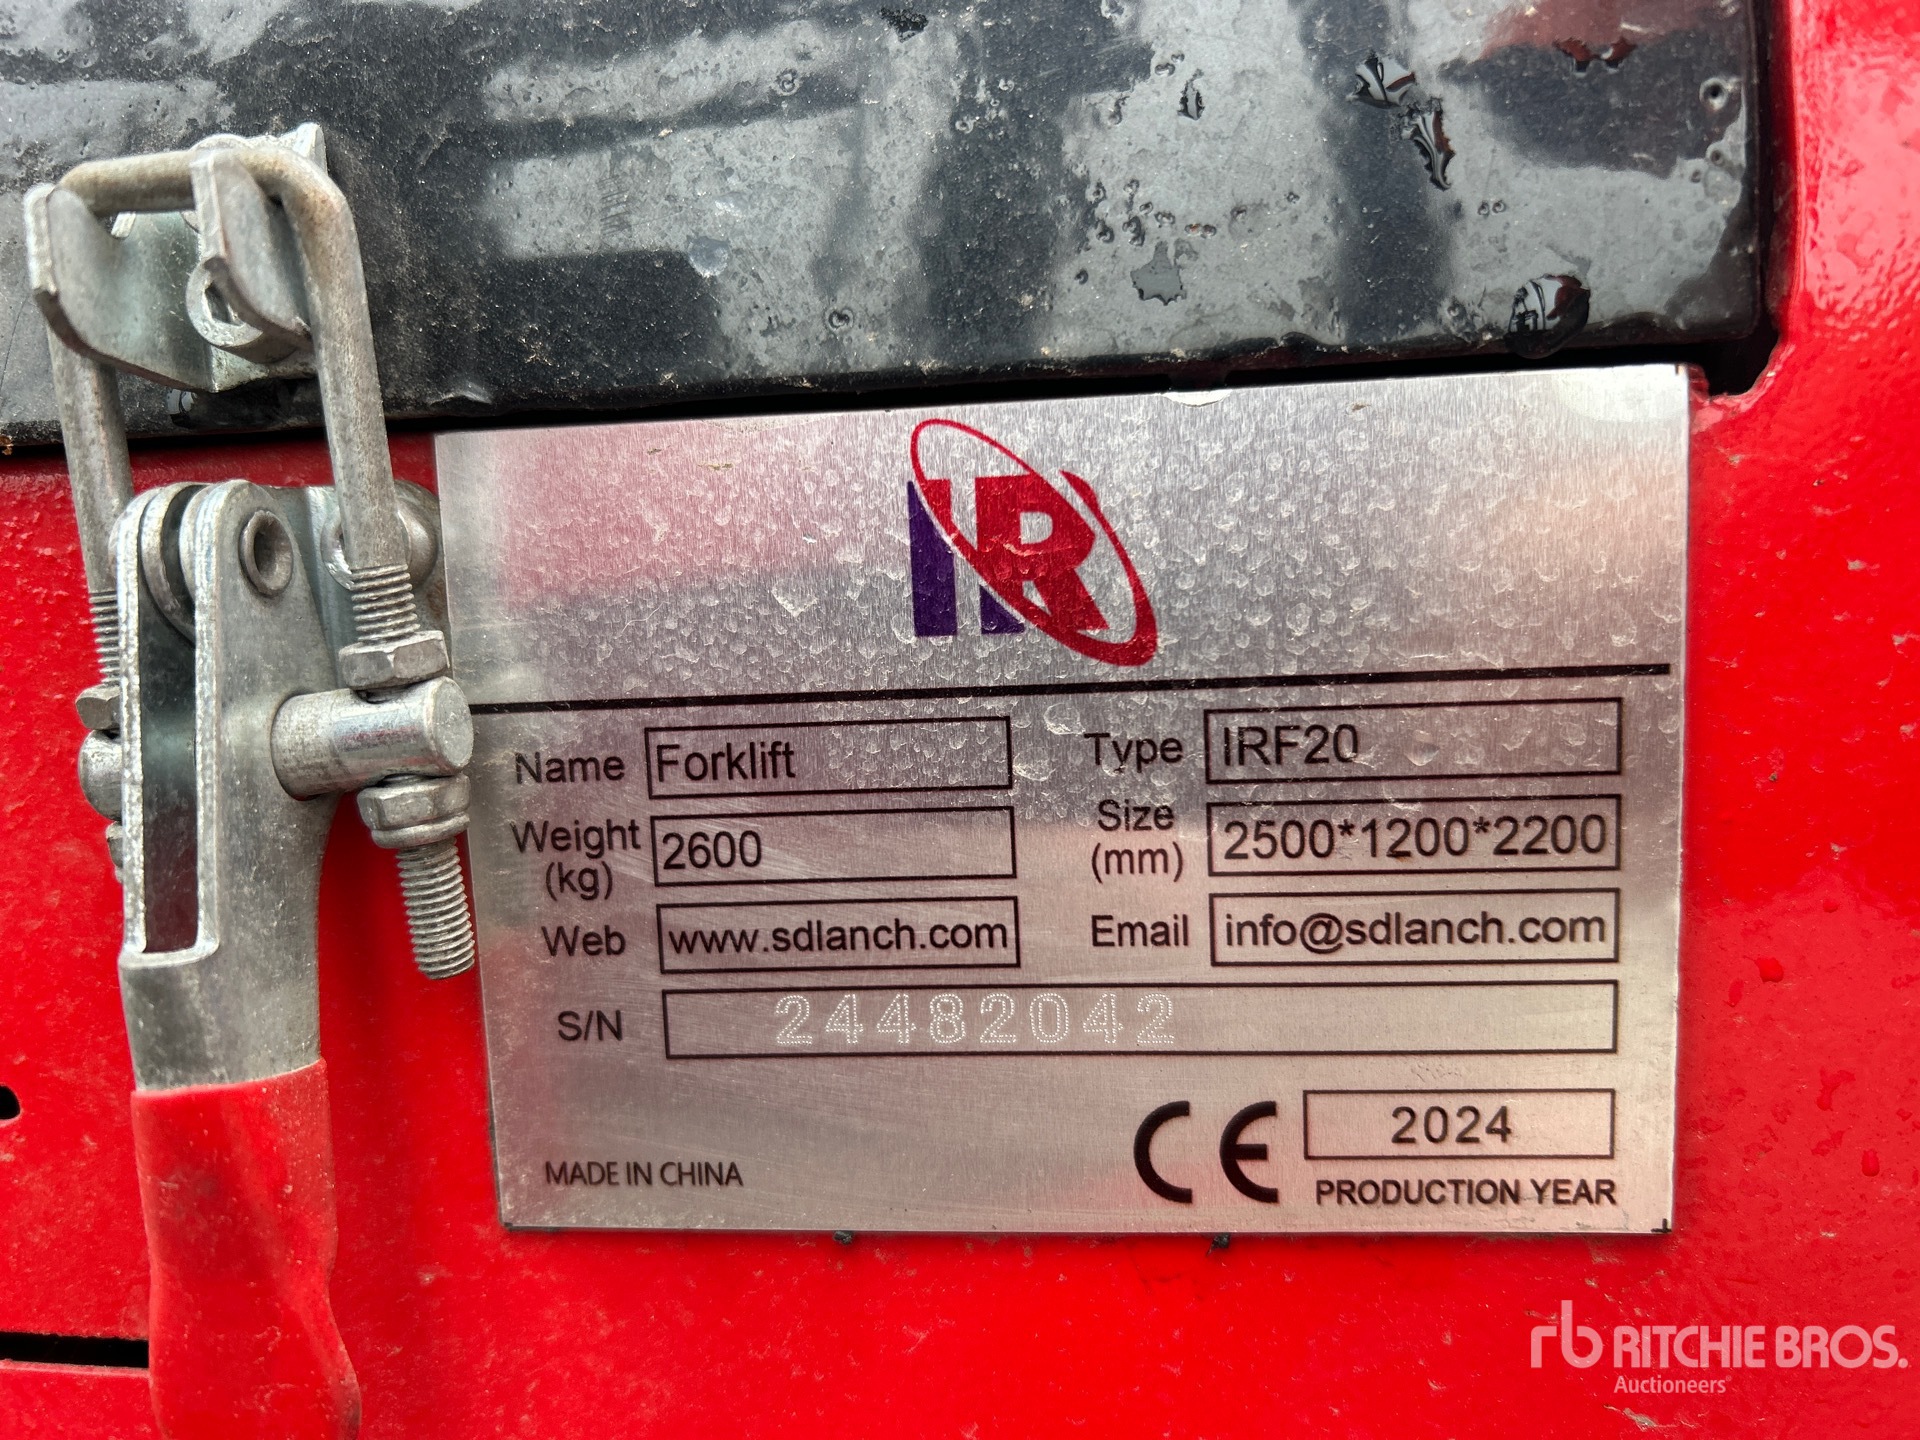 IR
Name Forklift Type IRF20
Weight (kg) 2600 Size (mm) 2500*1200*2200
Web www.sdlanch.com Email info@sdlanch.com
S/N 24482042
CE 2024
MADE IN CHINA PRODUCTION YEAR
rb RITCHIE BROS.
Auctioneers